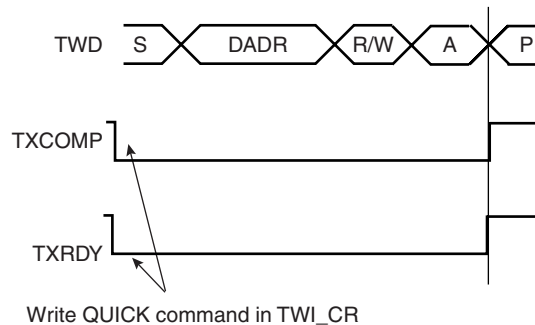 TWD S DADR R/W A P
TXCOMP
TXRDY
Write QUICK command in TWI_CR